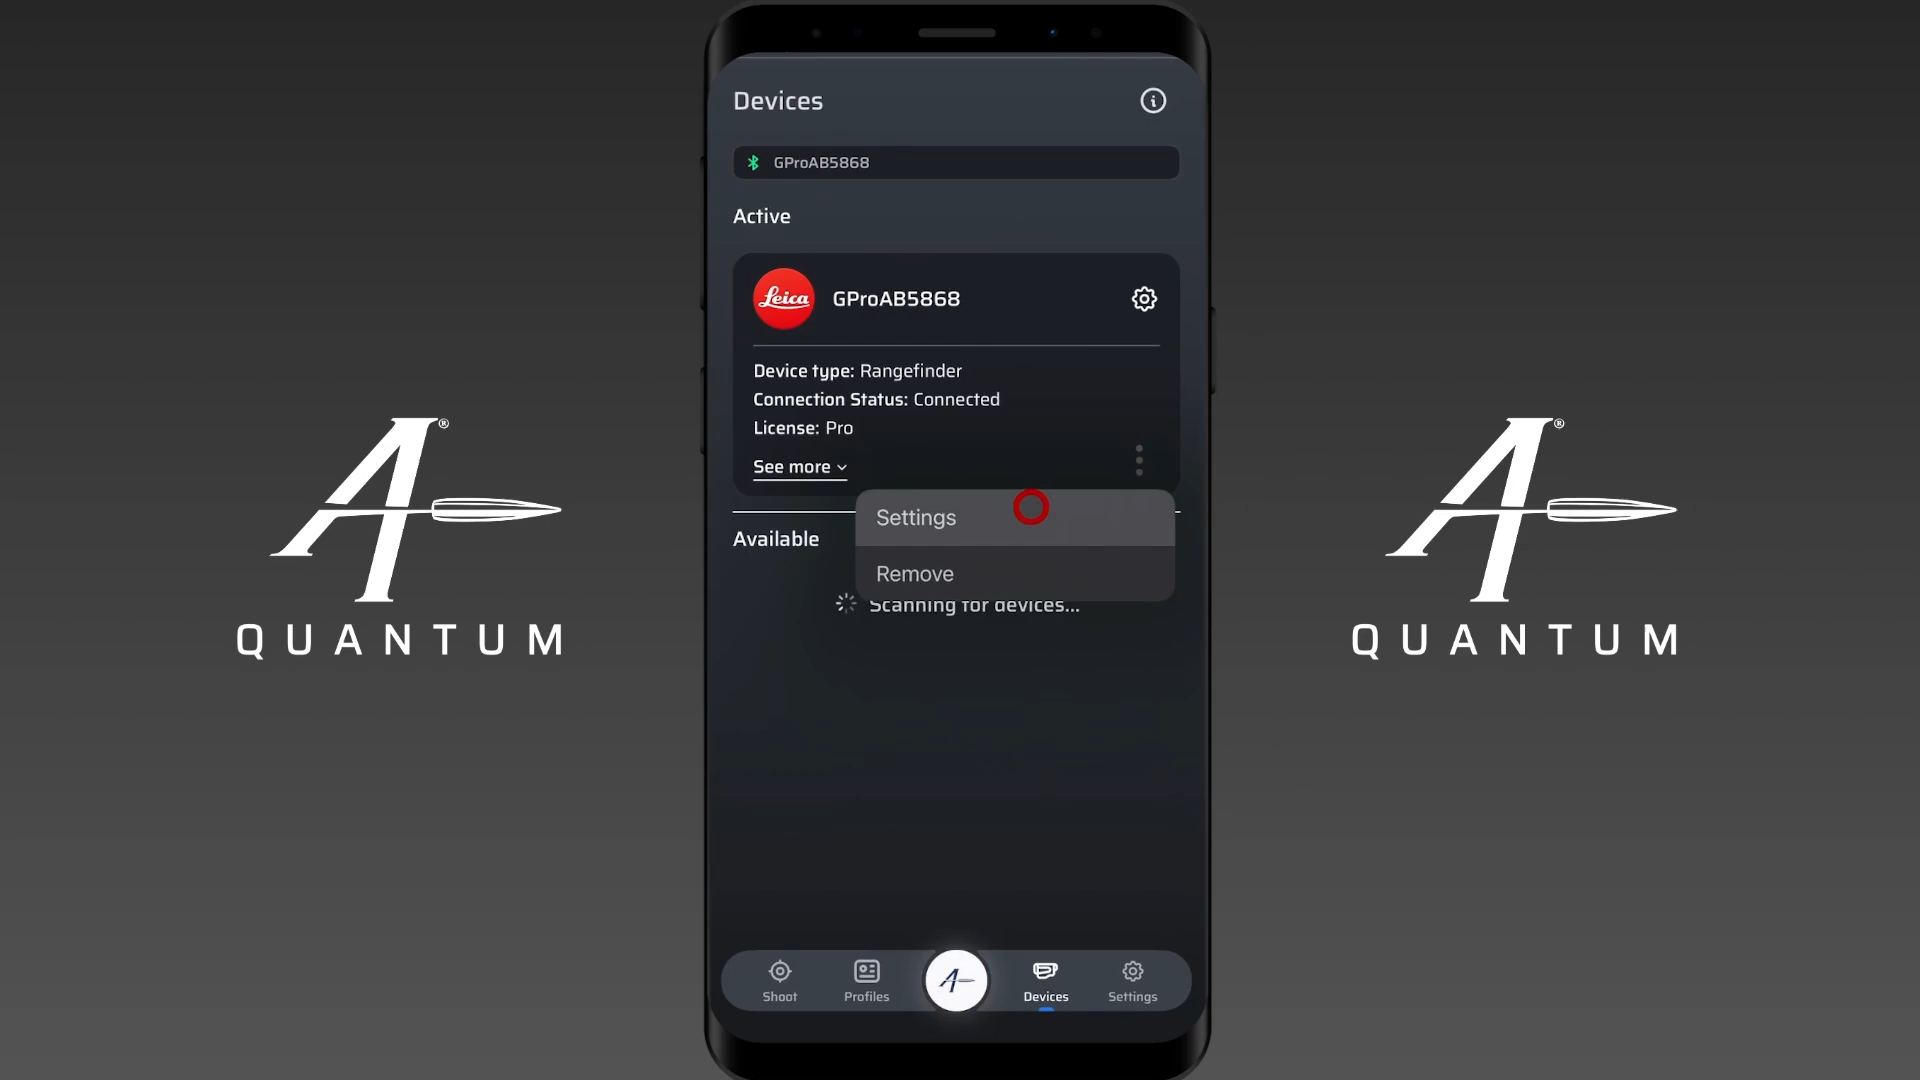 Devices
GProAB5868
Active
Leica
GProAB5868
Device type: Rangefinder
Connection Status: Connected
License: Pro
See more
Settings
Available
Remove
Scanning for devices...
Shoot
Profiles
Devices
Settings
A®
QUANTUM
A®
QUANTUM